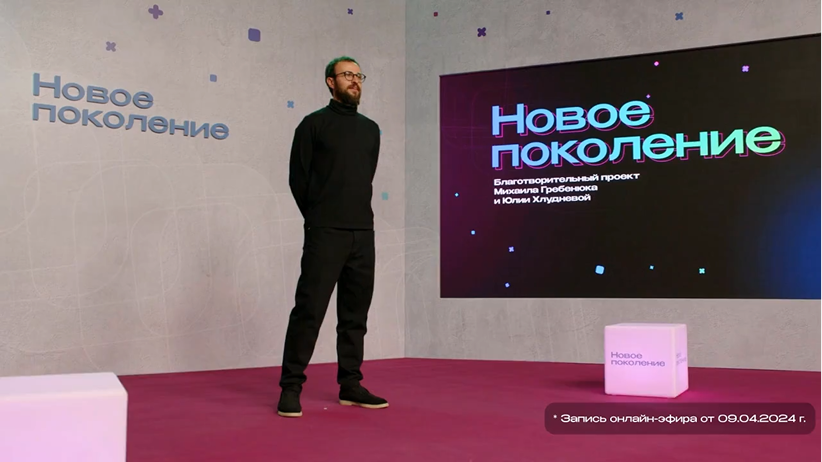 Новое
поколение
Новое
поколение
Благотворительный проект
Михаила Гребенюка
и Юлии Хлудневой
Новое
поколение
* Запись онлайн-эфира от 09.04.2024 г.